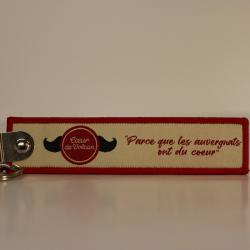 Cœur
de Volcan
"Parce que les auvergnats
ont du coeur"